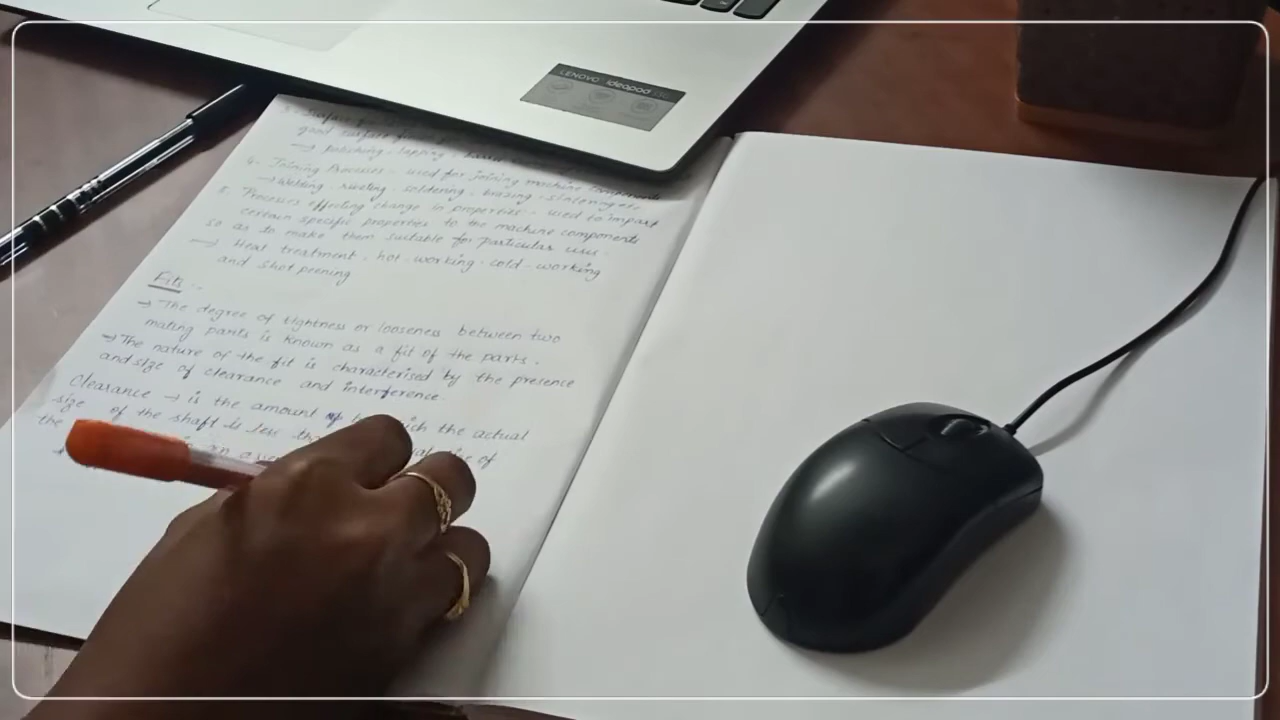 LENOVO ideapad
good surface
→ polishing . lapping .
4. Joining Processes . used for joining machine components
→ Welding . riveting . soldering . brazing . sintering etc
5. Processes effecting change in properties . used to impart
certain specific properties to the machine components
so as to make them suitable for particular uses .
→ Heat treatment . hot . working . cold . working
and shot peening
Fits :-
→ The degree of tightness or looseness between two
mating parts is known as a fit of the parts .
→ The nature of the fit is characterised by the presence
and size of clearance and interference
Clearance → is the amount by the actual
size of the shaft is less of
the in